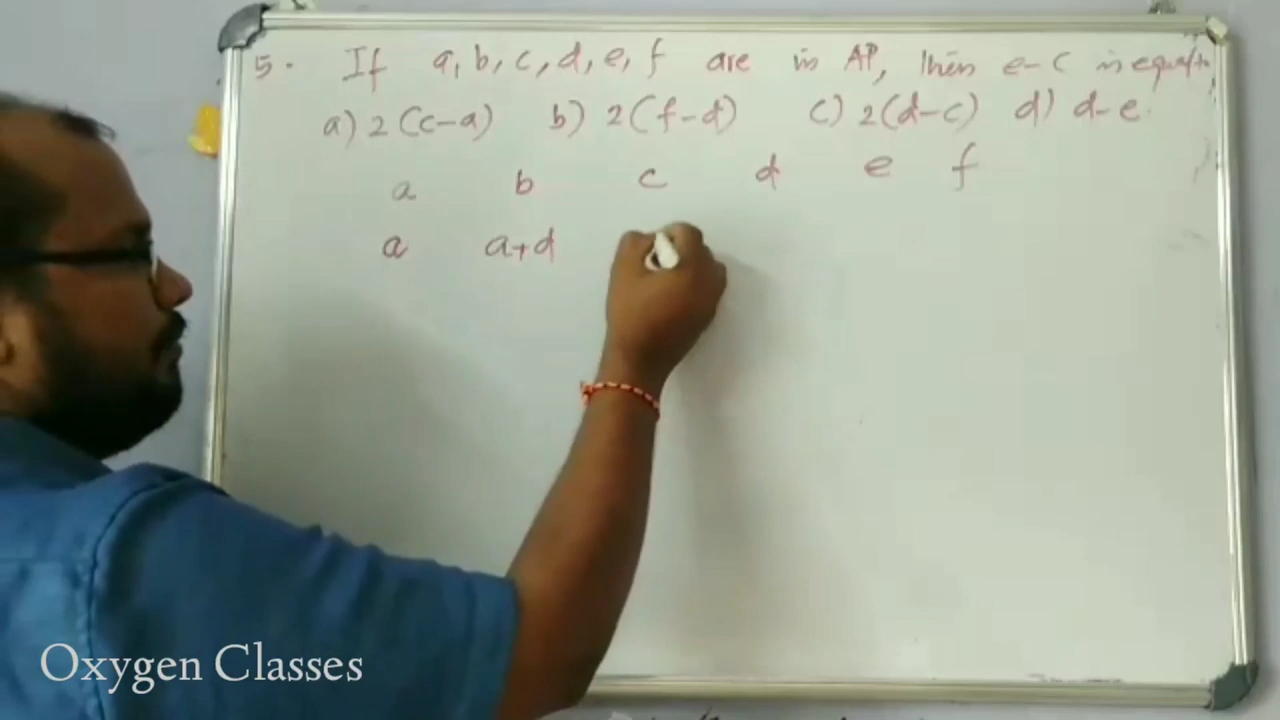 5. If a, b, c, d, e, f are in AP, then e-c is equal to
a) 2(c-a) b) 2(f-d) c) 2(d-c) d) d-e
a b c d e f
a a+d
Oxygen Classes